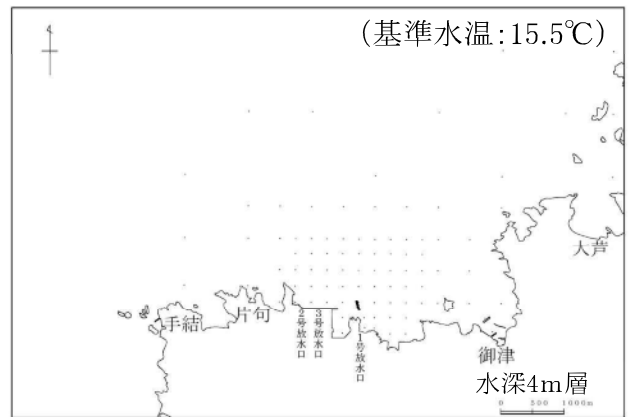 (基準水温:15.5℃)
大芦
手結
片句
2号放水口
3号放水口
1号放水口
御津
水深4m層
0 500 1000m